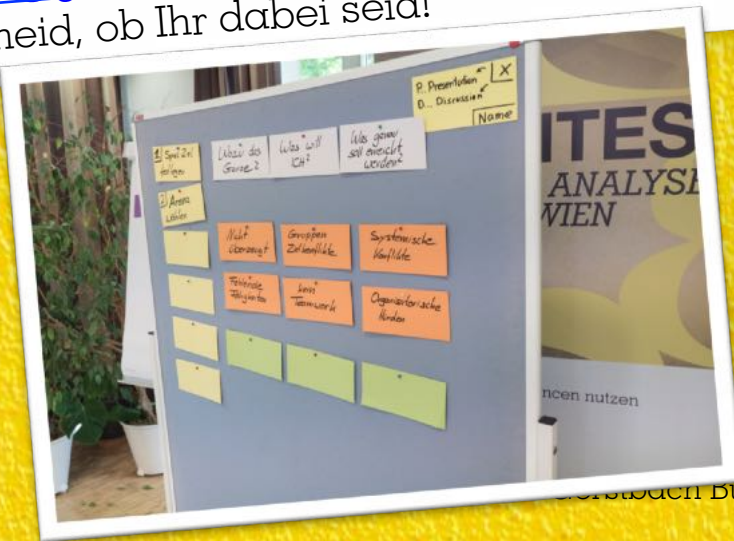 heid, ob Ihr dabei seid!
P... Presentation
D... Discussion
X
Name
1 Spiel Ziel
festlegen
Wozu das
Ganze?
Was will
ICH?
Was genau
soll erreicht
werden?
2 Arena
wählen
Nicht
überzeugt
Gruppen
Zielkonflikte
Systemische
Konflikte
Fehlende
Fähigkeiten
kein
Teamwork
Organisatorische
Hürden
ITES
ANALYSE
WIEN
ncen nutzen